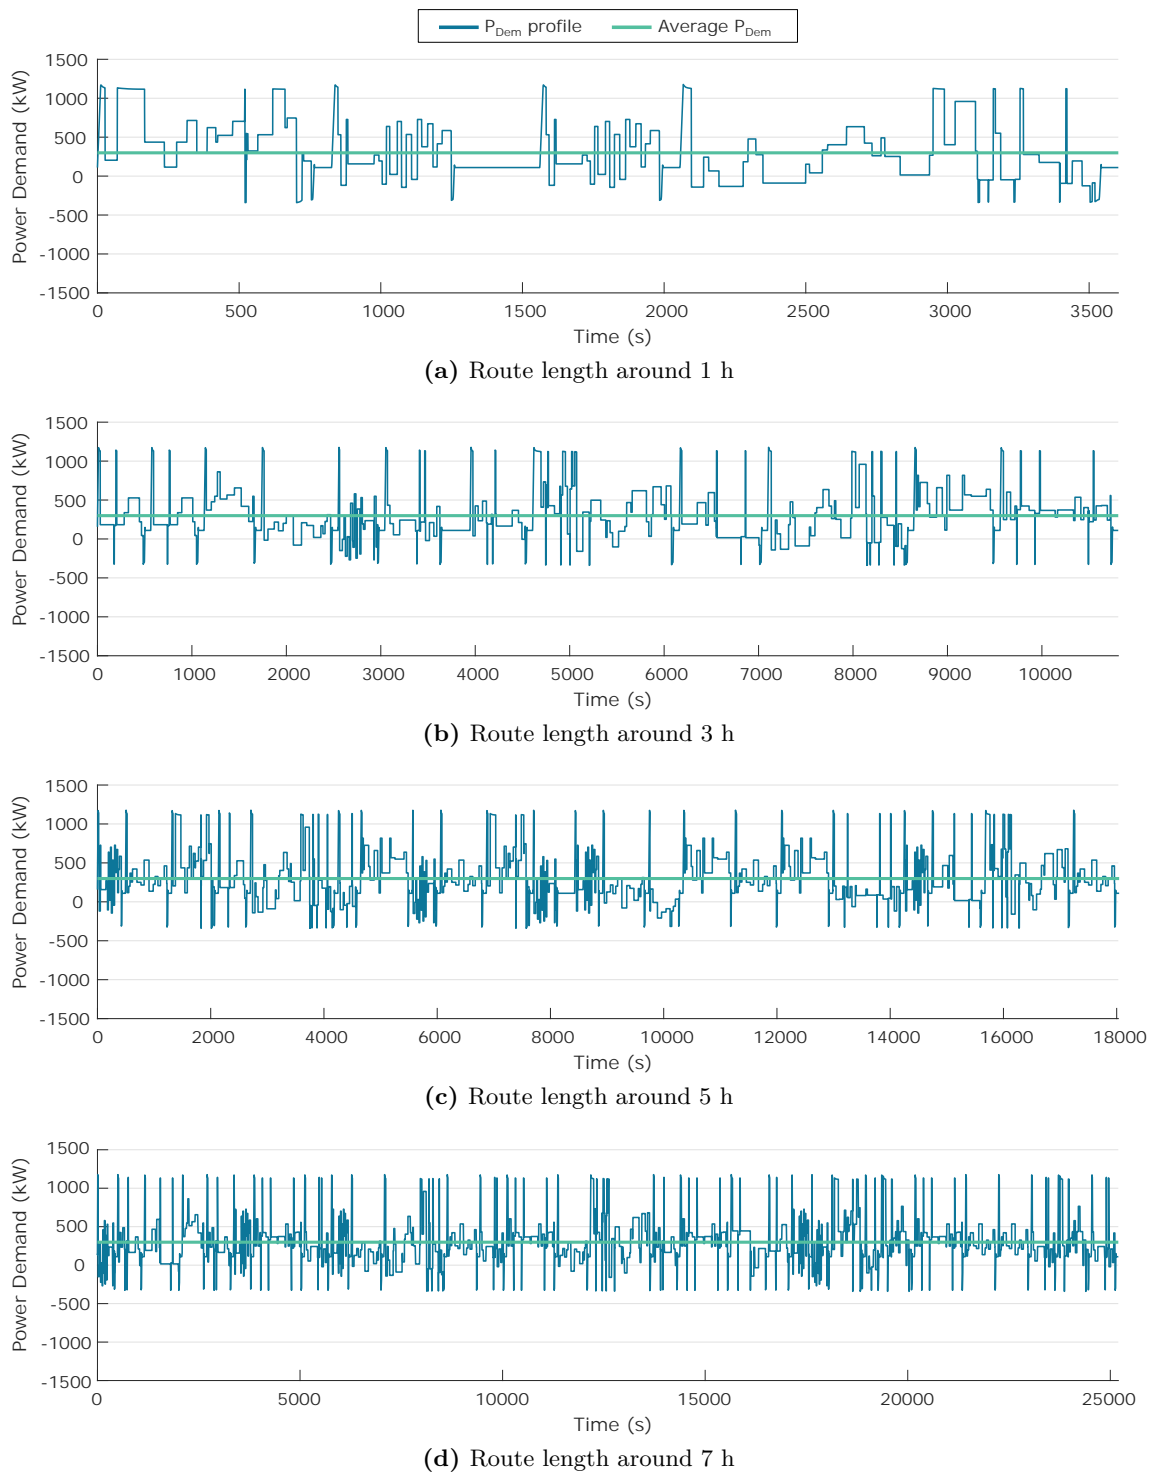 P_Dem profile Average P_Dem
1500
1000
500
0
-500
-1000
-1500
Power Demand (kW)
0 500 1000 1500 2000 2500 3000 3500
Time (s)
(a) Route length around 1 h
1500
1000
500
0
-500
-1000
-1500
Power Demand (kW)
0 1000 2000 3000 4000 5000 6000 7000 8000 9000 10000
Time (s)
(b) Route length around 3 h
1500
1000
500
0
-500
-1000
-1500
Power Demand (kW)
0 2000 4000 6000 8000 10000 12000 14000 16000 18000
Time (s)
(c) Route length around 5 h
1500
1000
500
0
-500
-1000
-1500
Power Demand (kW)
0 5000 10000 15000 20000 25000
Time (s)
(d) Route length around 7 h